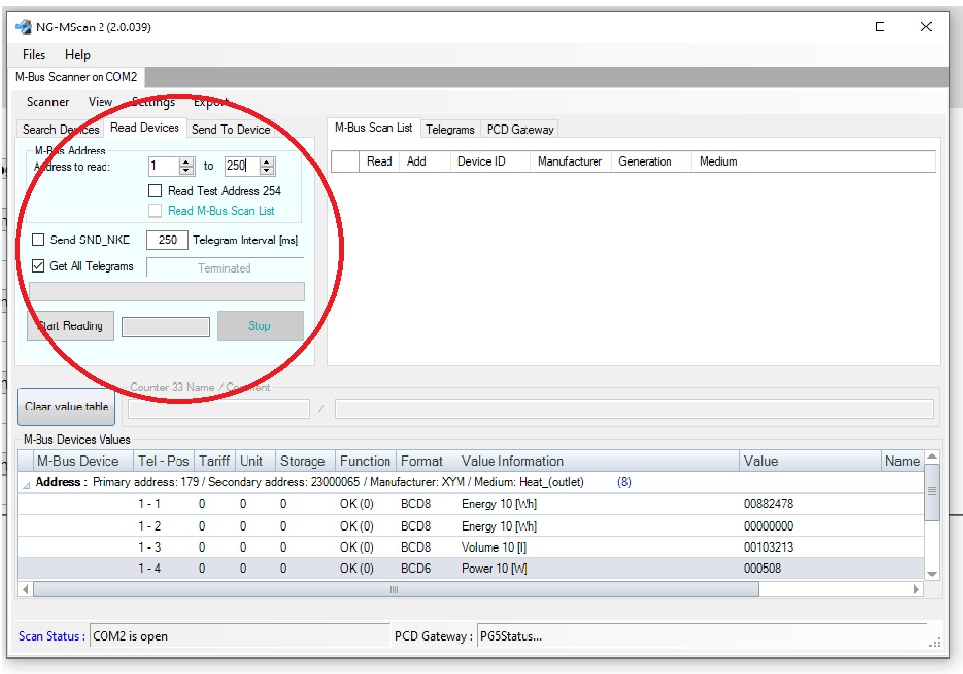 NG-MScan 2 (2.0.039)
Files Help
M-Bus Scanner on COM2
Scanner View Settings Export
Search Devices Read Devices Send To Device
M-Bus Address
Address to read: 1 to 250
Read Test Address 254
Read M-Bus Scan List
Send SND_NKE 250 Telegram Interval [ms]
Get All Telegrams Terminated
Start Reading Stop
M-Bus Scan List Telegrams PCD Gateway
Read Add Device ID Manufacturer Generation Medium
Counter 33 Name / Comment
Clear value table /
M-Bus Devices Values
M-Bus Device Tel - Pos Tariff Unit Storage Function Format Value Information Value Name
Address : Primary address: 179 / Secondary address: 23000065 / Manufacturer: XYM / Medium: Heat_(outlet) (8)
1 - 1 0 0 0 OK (0) BCD8 Energy 10 [Wh] 00882478
1 - 2 0 0 0 OK (0) BCD8 Energy 10 [Wh] 00000000
1 - 3 0 0 0 OK (0) BCD8 Volume 10 [l] 00103213
1 - 4 0 0 0 OK (0) BCD6 Power 10 [W] 000508
Scan Status : COM2 is open PCD Gateway : PG5Status...